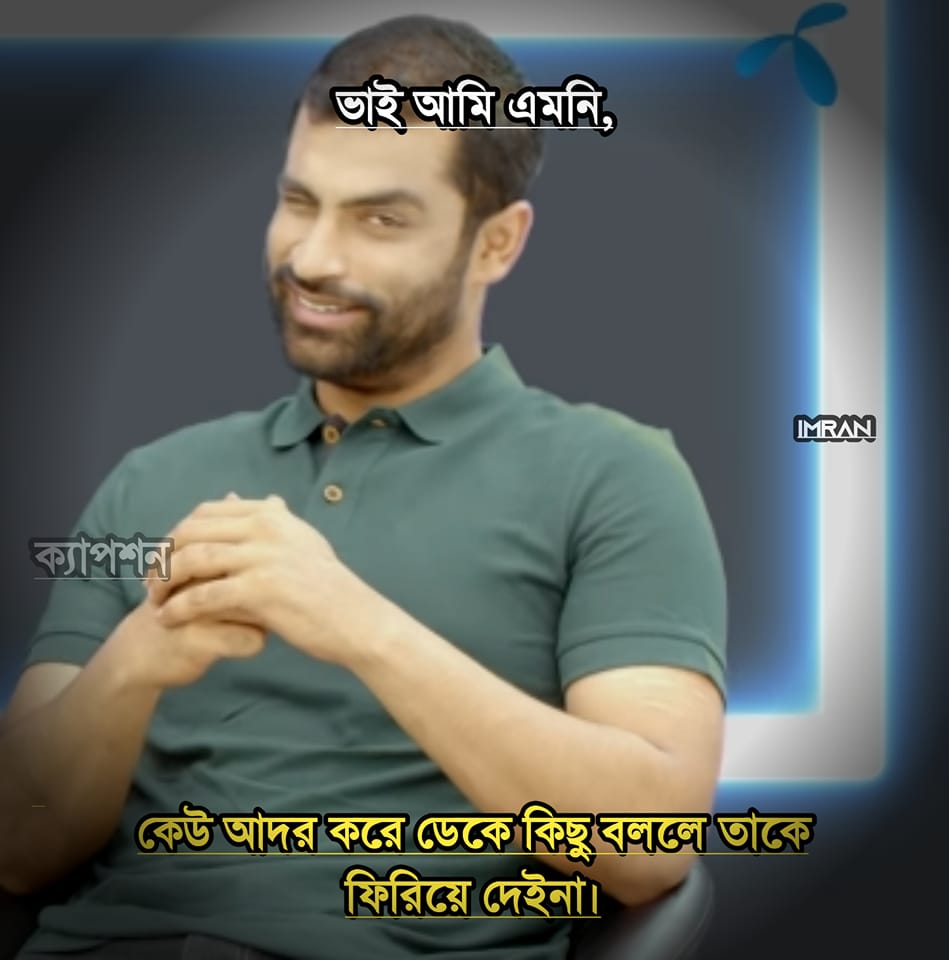 ভাই আমি এমনি,
IMRAN
ক্যাপশন
কেউ আদর করে ডেকে কিছু বললে তাকে
ফিরিয়ে দেইনা।